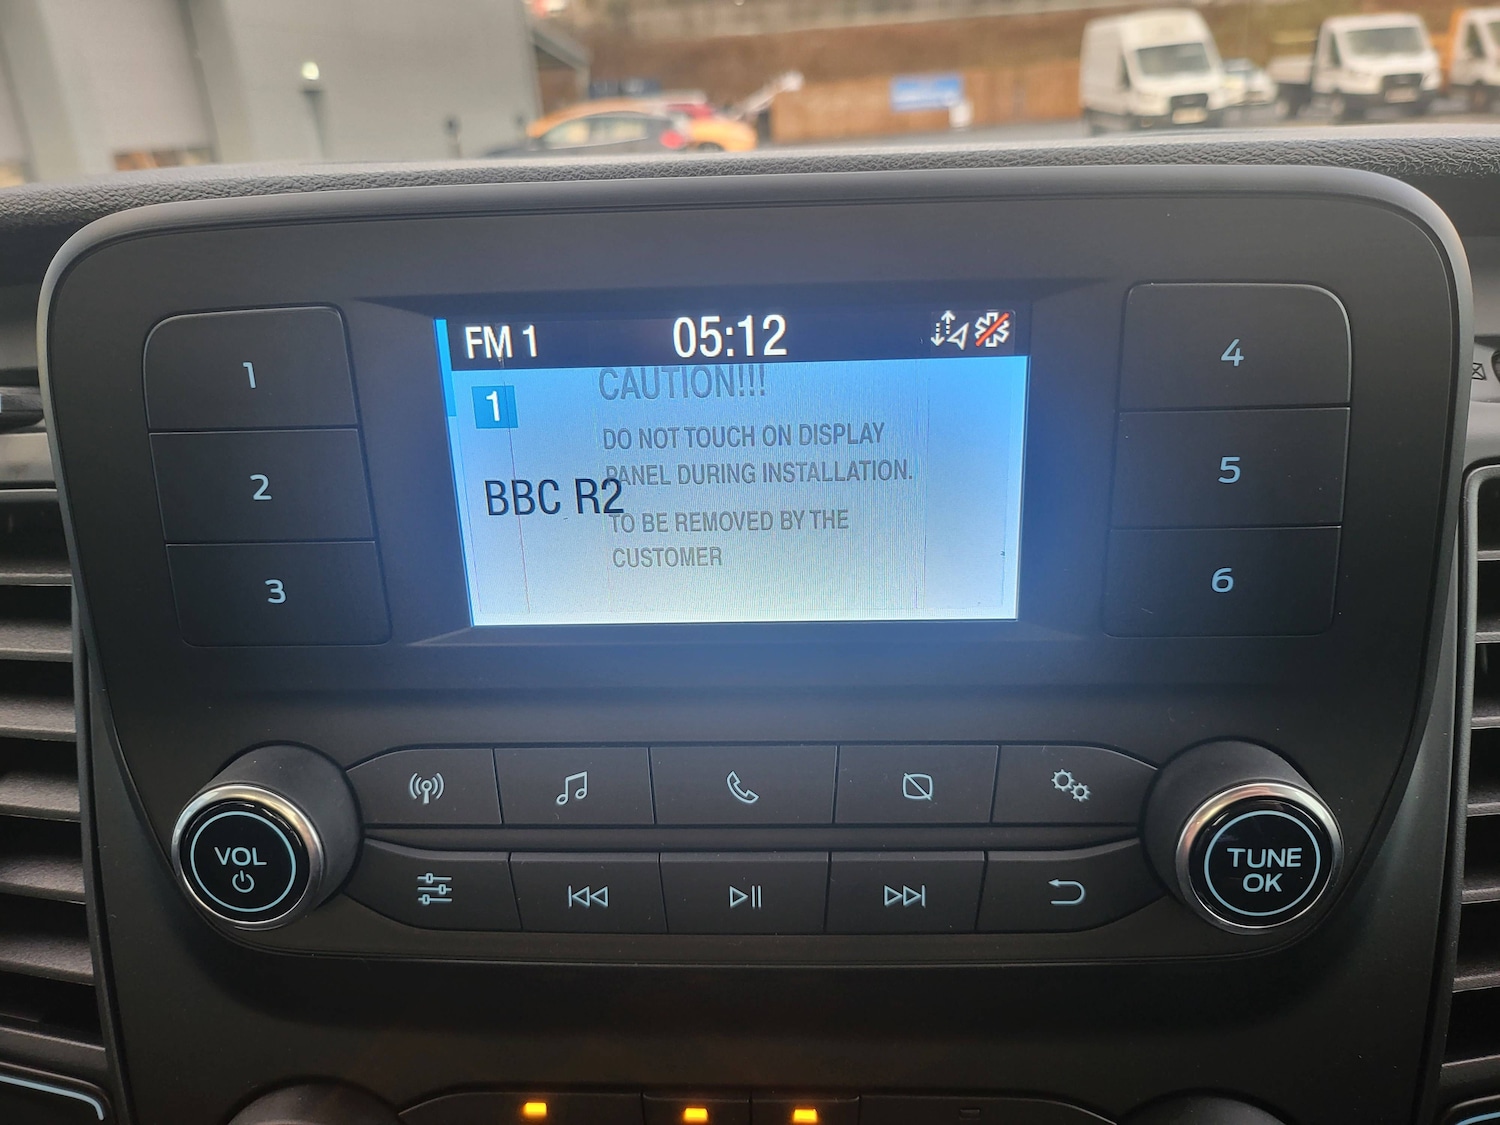 FM 1 05:12
1
CAUTION!!!
DO NOT TOUCH ON DISPLAY
PANEL DURING INSTALLATION.
BBC R2
TO BE REMOVED BY THE
CUSTOMER
1
2
3
4
5
6
VOL
TUNE
OK